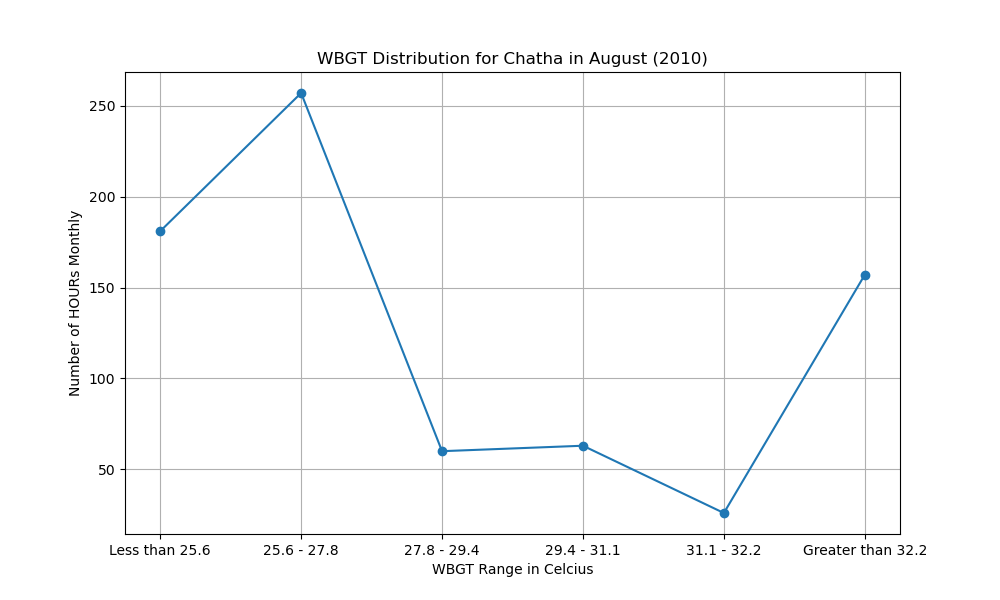 WBGT Distribution for Chatha in August (2010)
Number of HOURs Monthly
250
200
150
100
50
Less than 25.6
25.6 - 27.8
27.8 - 29.4
29.4 - 31.1
31.1 - 32.2
Greater than 32.2
WBGT Range in Celcius